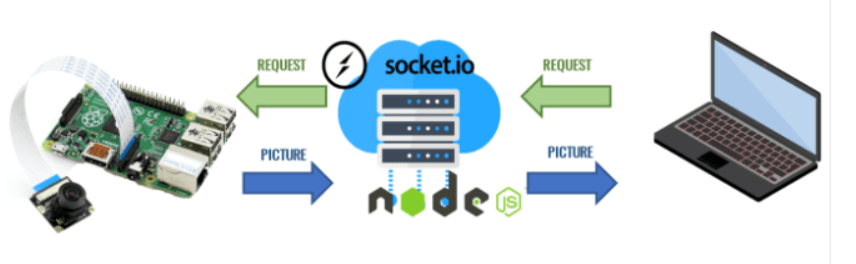 REQUEST
socket.io
REQUEST
PICTURE
PICTURE
node
JS